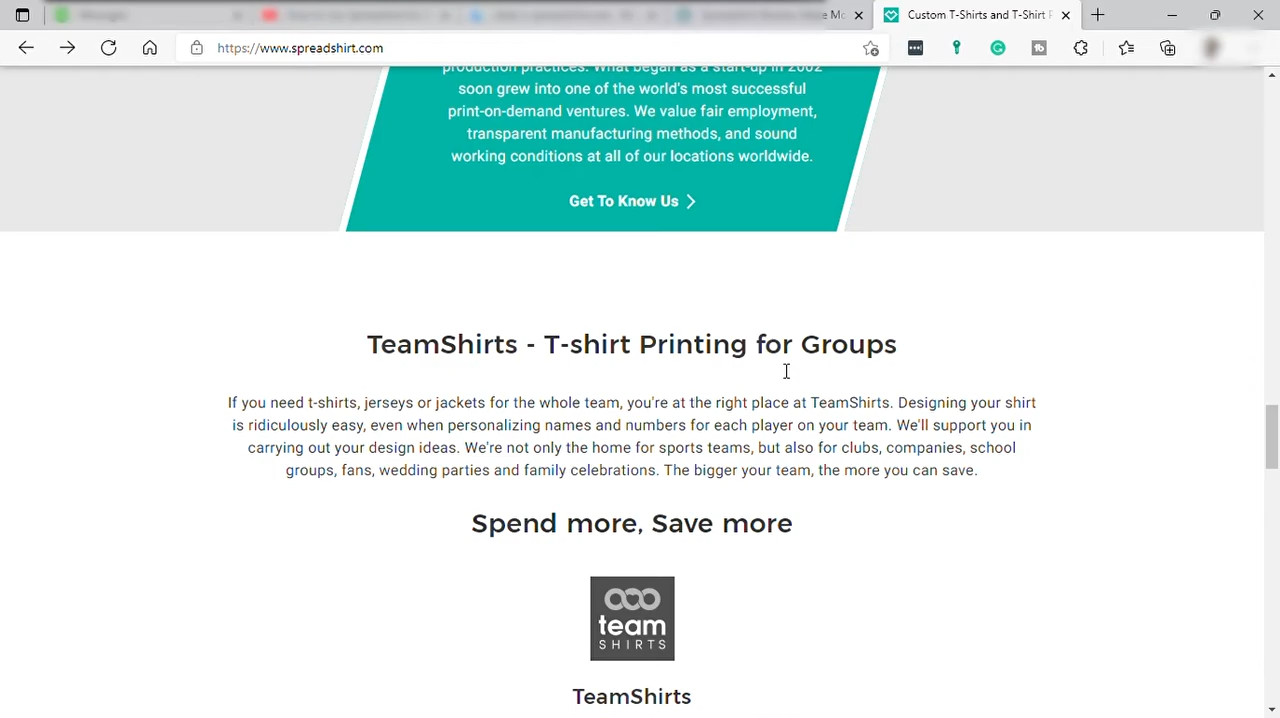 Custom T-Shirts and T-Shirt P
https://www.spreadshirt.com
production practices. What began as a start-up in 2002
soon grew into one of the world's most successful
print-on-demand ventures. We value fair employment,
transparent manufacturing methods, and sound
working conditions at all of our locations worldwide.
Get To Know Us
TeamShirts - T-shirt Printing for Groups
If you need t-shirts, jerseys or jackets for the whole team, you're at the right place at TeamShirts. Designing your shirt
is ridiculously easy, even when personalizing names and numbers for each player on your team. We'll support you in
carrying out your design ideas. We're not only the home for sports teams, but also for clubs, companies, school
groups, fans, wedding parties and family celebrations. The bigger your team, the more you can save.
Spend more, Save more
team
SHIRTS
TeamShirts